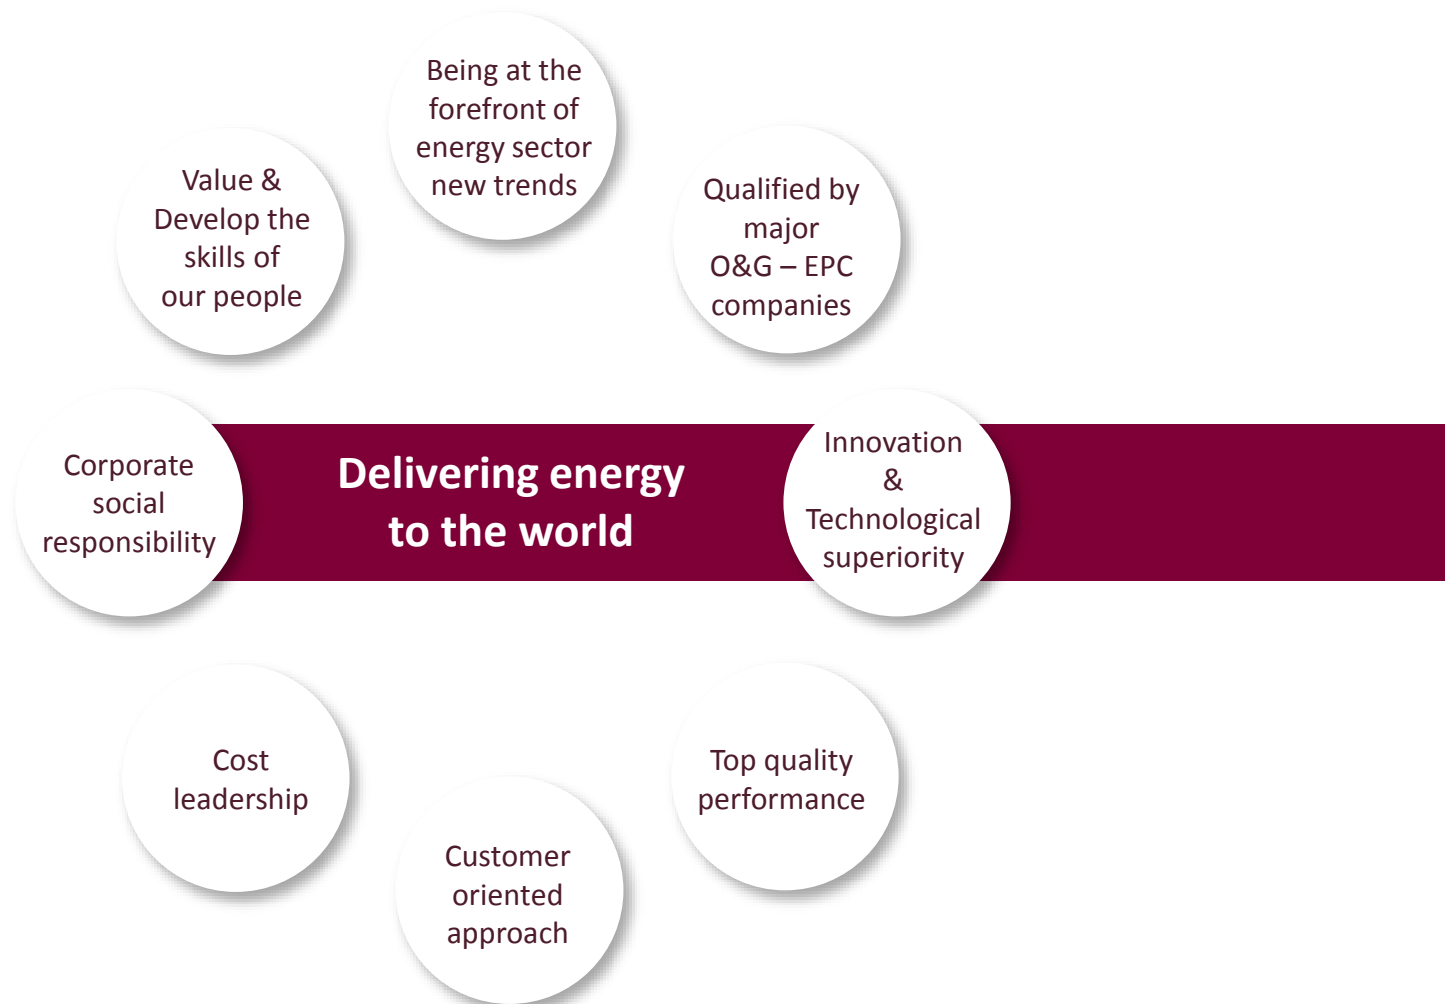 Being at the
forefront of
energy sector
new trends
Value &
Develop the
skills of
our people
Qualified by
major
O&G – EPC
companies
Corporate
social
responsibility
Delivering energy
to the world
Innovation
&
Technological
superiority
Cost
leadership
Top quality
performance
Customer
oriented
approach